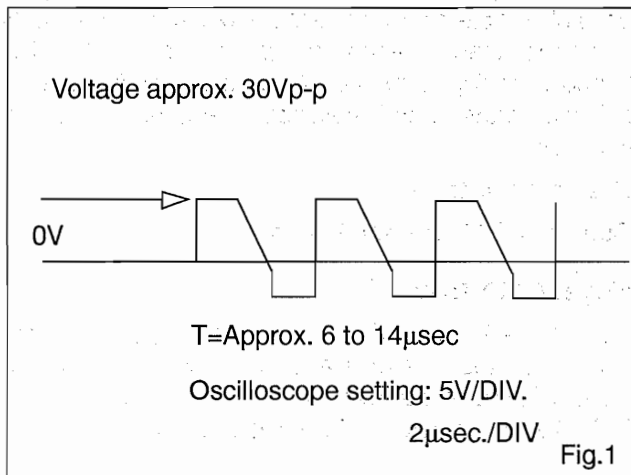 Voltage approx. 30Vp-p
0V
T=Approx. 6 to 14μsec
Oscilloscope setting: 5V/DIV.
2μsec./DIV
Fig.1